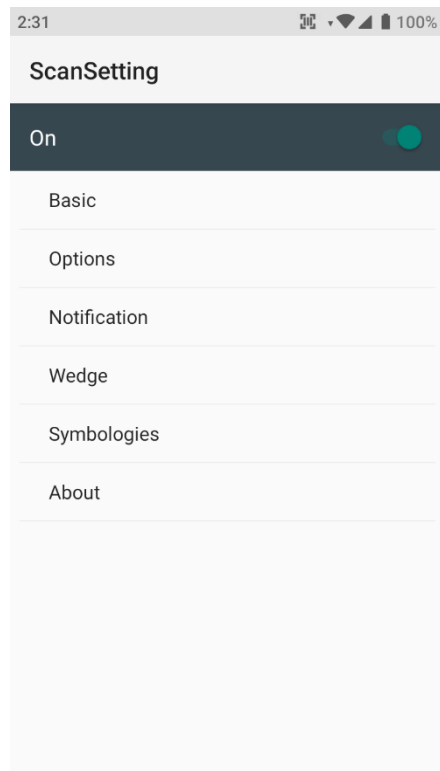 2:31 100%
ScanSetting
On
Basic
Options
Notification
Wedge
Symbologies
About